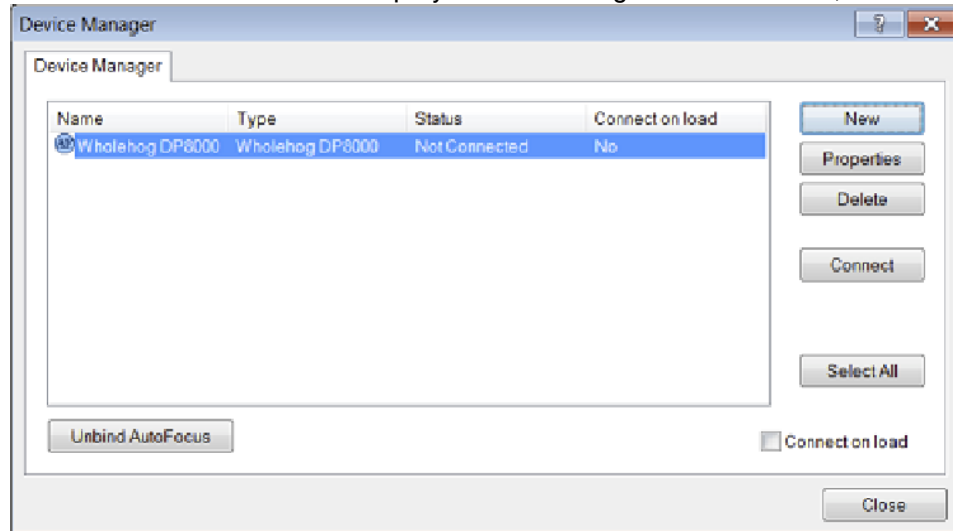 Device Manager
Device Manager
Name Type Status Connect on load
Wholehog DP8000 Wholehog DP8000 Not Connected No
New
Properties
Delete
Connect
Select All
Unbind AutoFocus
Connect on load
Close